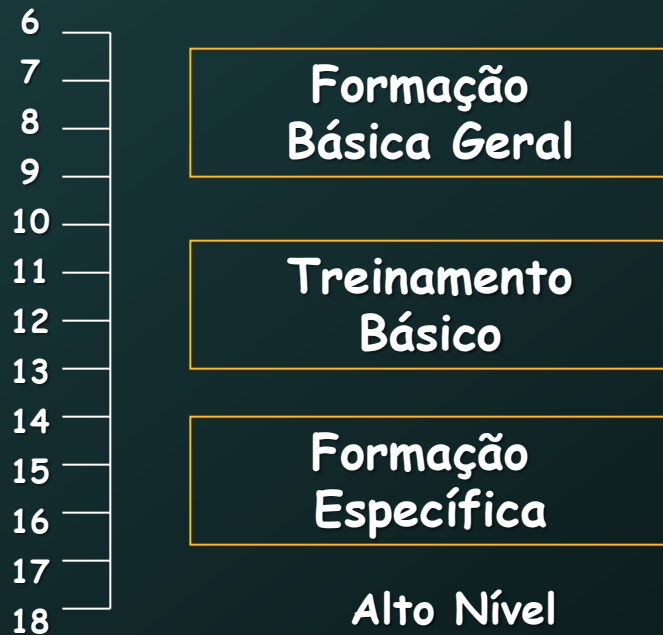 6
7
8
9
10
11
12
13
14
15
16
17
18
Formação
Básica Geral
Treinamento
Básico
Formação
Específica
Alto Nível